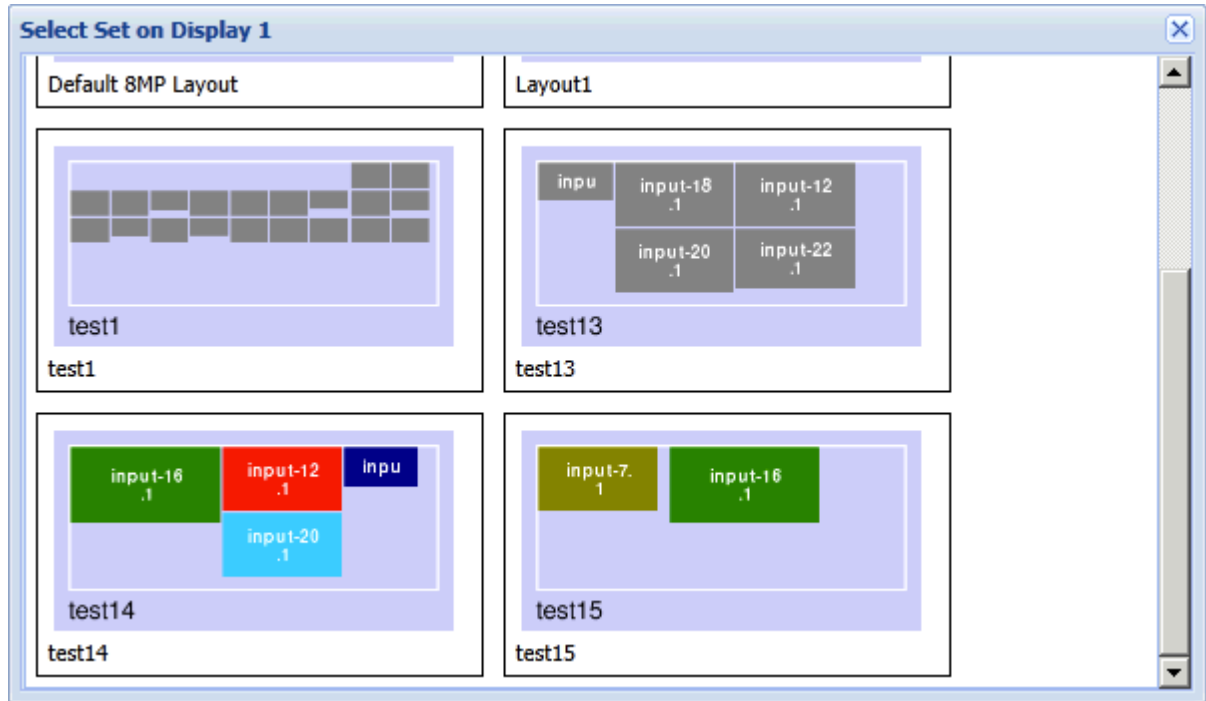 Select Set on Display 1
Default 8MP Layout
Layout1
test1
test1
inpu
input-18
.1
input-12
.1
input-20
.1
input-22
.1
test13
test13
input-16
.1
input-12
.1
inpu
input-20
.1
test14
test14
input-7.
1
input-16
.1
test15
test15